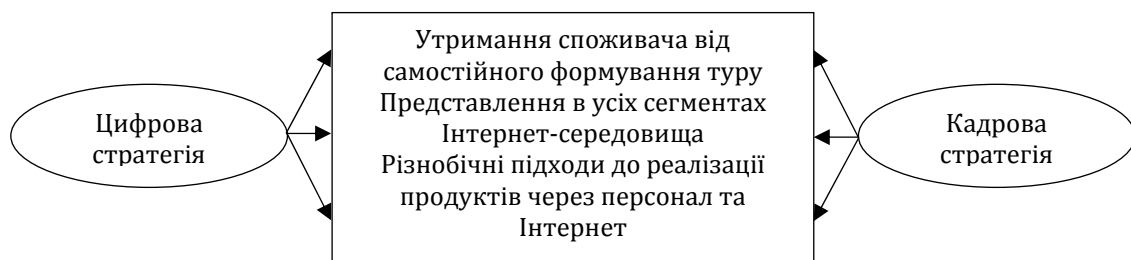 Цифрова
стратегія
Утримання споживача від
самостійного формування туру
Представлення в усіх сегментах
Інтернет-середовища
Різнобічні підходи до реалізації
продуктів через персонал та
Інтернет
Кадрова
стратегія